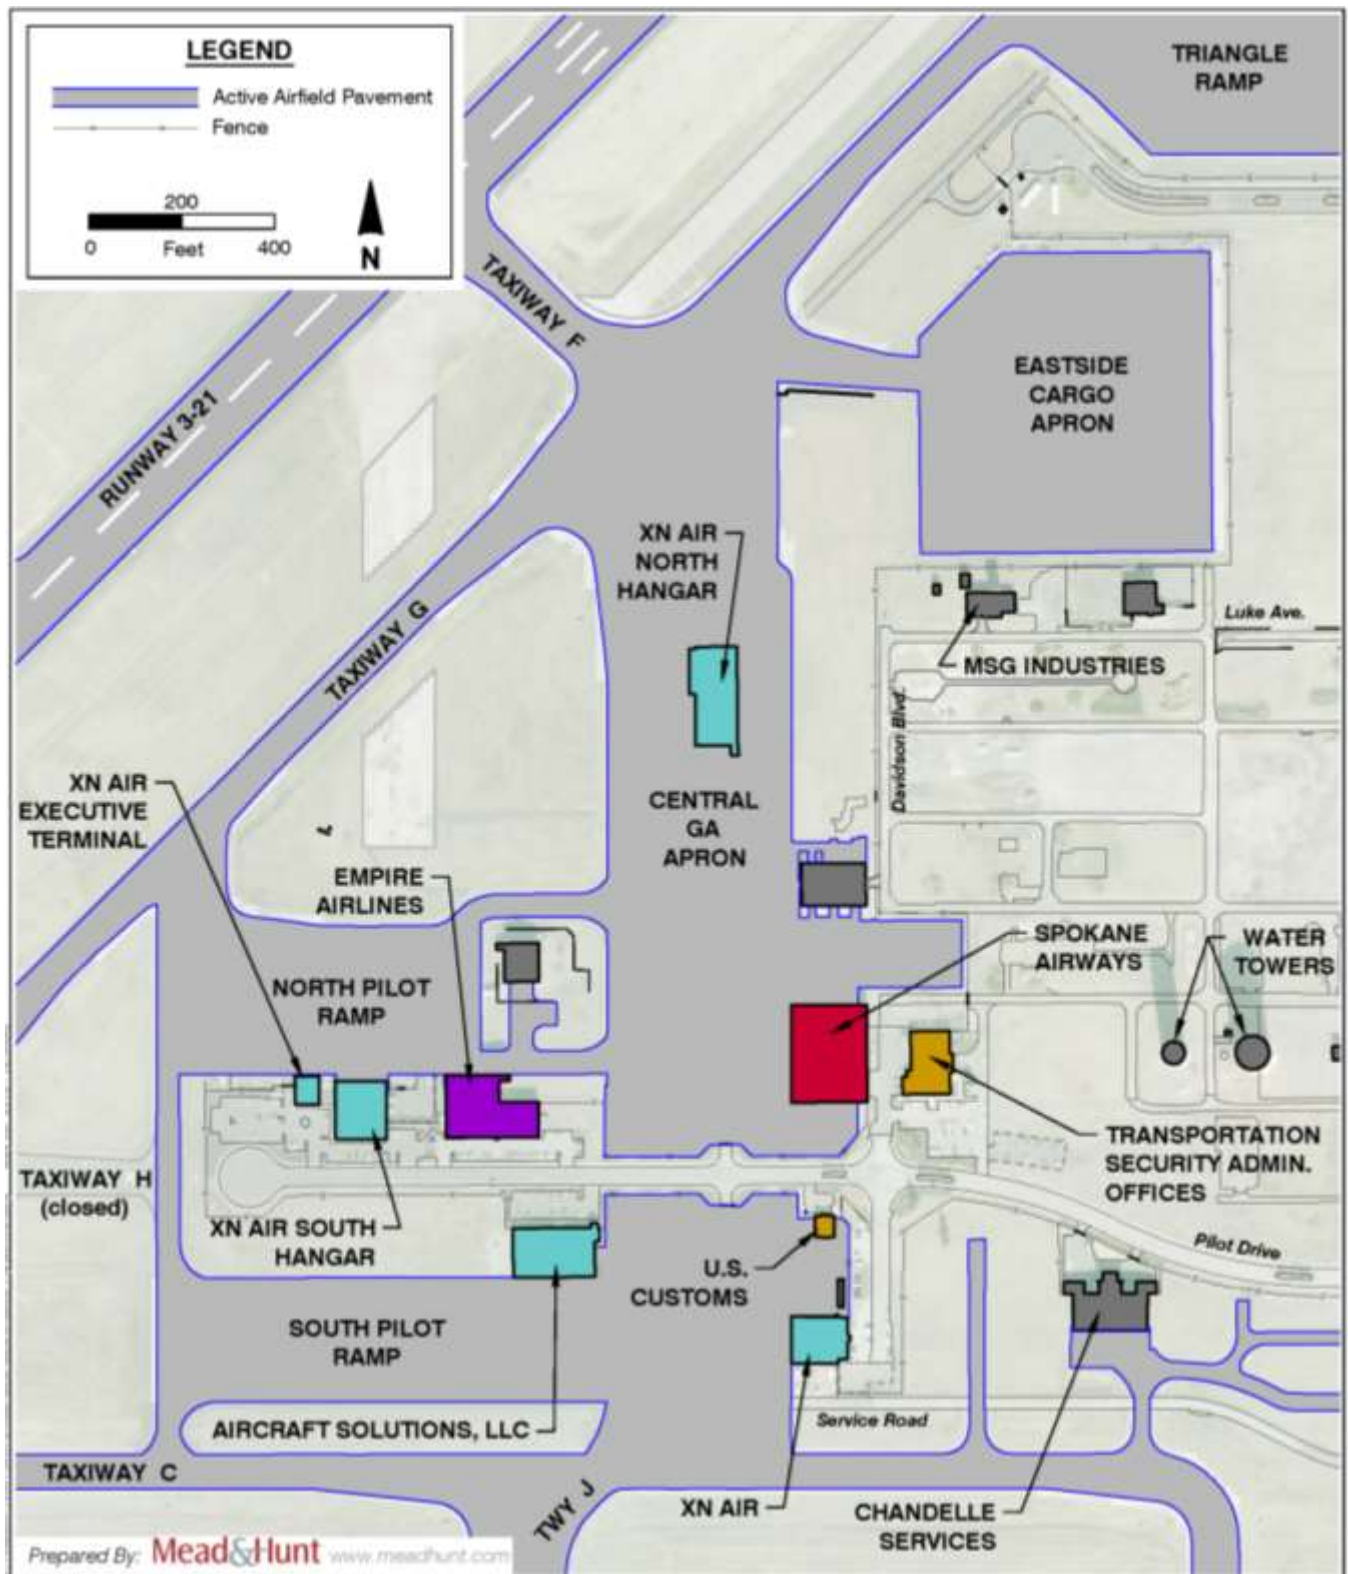 LEGEND
Active Airfield Pavement
Fence
200
0 Feet 400
N
TRIANGLE
RAMP
TAXIWAY F
RUNWAY 3-21
EASTSIDE
CARGO
APRON
XN AIR
NORTH
HANGAR
Luke Ave.
TAXIWAY G
MSG INDUSTRIES
Davidson Blvd.
XN AIR
EXECUTIVE
TERMINAL
CENTRAL
GA
APRON
EMPIRE
AIRLINES
SPOKANE
AIRWAYS
WATER
TOWERS
NORTH PILOT
RAMP
TRANSPORTATION
SECURITY ADMIN.
OFFICES
TAXIWAY H
(closed)
XN AIR SOUTH
HANGAR
Pilot Drive
U.S.
CUSTOMS
SOUTH PILOT
RAMP
AIRCRAFT SOLUTIONS, LLC
Service Road
TAXIWAY C
TWY J
XN AIR
CHANDELLE
SERVICES
Prepared By: Mead&Hunt www.meadhunt.com